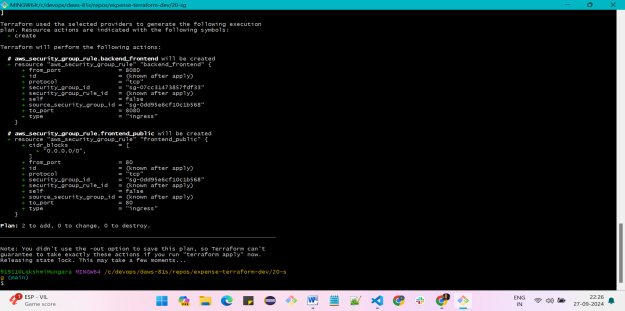 MINGW64:/c/devops/daws-81s/repos/expense-terraform-dev/20-sg
}
Terraform used the selected providers to generate the following execution
plan. Resource actions are indicated with the following symbols:
+ create
Terraform will perform the following actions:
# aws_security_group_rule.backend_frontend will be created
+ resource "aws_security_group_rule" "backend_frontend" {
+ from_port = 8080
+ id = (known after apply)
+ protocol = "tcp"
+ security_group_id = "sg-07cc31473857fdf33"
+ security_group_rule_id = (known after apply)
+ self = false
+ source_security_group_id = "sg-0dd95e6cf10c1b568"
+ to_port = 8080
+ type = "ingress"
}
# aws_security_group_rule.frontend_public will be created
+ resource "aws_security_group_rule" "frontend_public" {
+ cidr_blocks = [
+ "0.0.0.0/0",
]
+ from_port = 80
+ id = (known after apply)
+ protocol = "tcp"
+ security_group_id = "sg-0dd95e6cf10c1b568"
+ security_group_rule_id = (known after apply)
+ self = false
+ source_security_group_id = (known after apply)
+ to_port = 80
+ type = "ingress"
}
Plan: 2 to add, 0 to change, 0 to destroy.
Note: You didn't use the -out option to save this plan, so Terraform can't
guarantee to take exactly these actions if you run "terraform apply" now.
Releasing state lock. This may take a few moments...
MINGW64 /c/devops/daws-81s/repos/expense-terraform-dev/20-s
g (main)
$
ESP - VIL
Game score
ENG
IN
22:26
27-09-2024